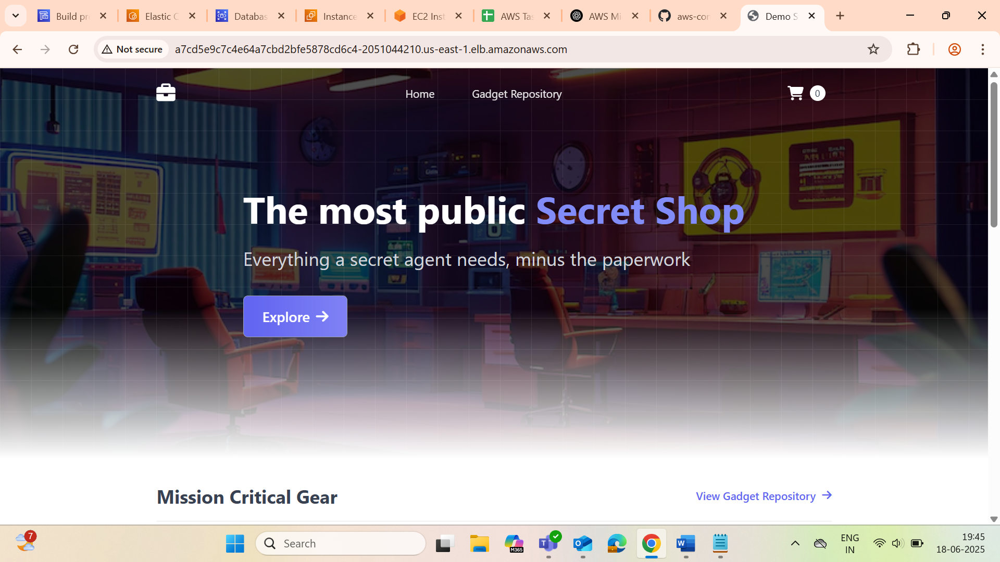 Build pr
Elastic C
Databas
Instance
EC2 Inst
AWS Tas
AWS Mi
aws-cor
Demo S
Not secure
a7cd5e9c7c4e64a7cbd2bfe5878cd6c4-2051044210.us-east-1.elb.amazonaws.com
Home
Gadget Repository
0
The most public Secret Shop
Everything a secret agent needs, minus the paperwork
Explore
Mission Critical Gear
View Gadget Repository
7
Search
M365
ENG
IN
19:45
18-06-2025